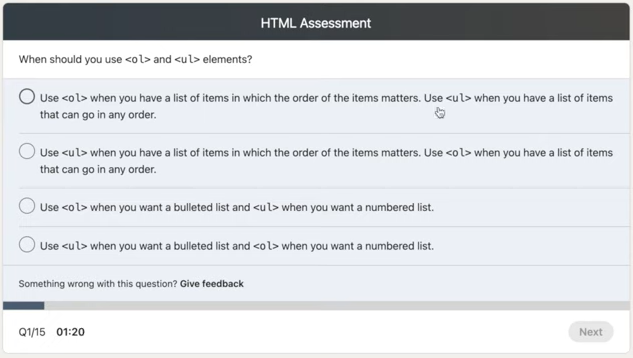 HTML Assessment
When should you use <ol> and <ul> elements?
Use <ol> when you have a list of items in which the order of the items matters. Use <ul> when you have a list of items
that can go in any order.
Use <ul> when you have a list of items in which the order of the items matters. Use <ol> when you have a list of items
that can go in any order.
Use <ol> when you want a bulleted list and <ul> when you want a numbered list.
Use <ul> when you want a bulleted list and <ol> when you want a numbered list.
Something wrong with this question? Give feedback
Q1/15 01:20 Next